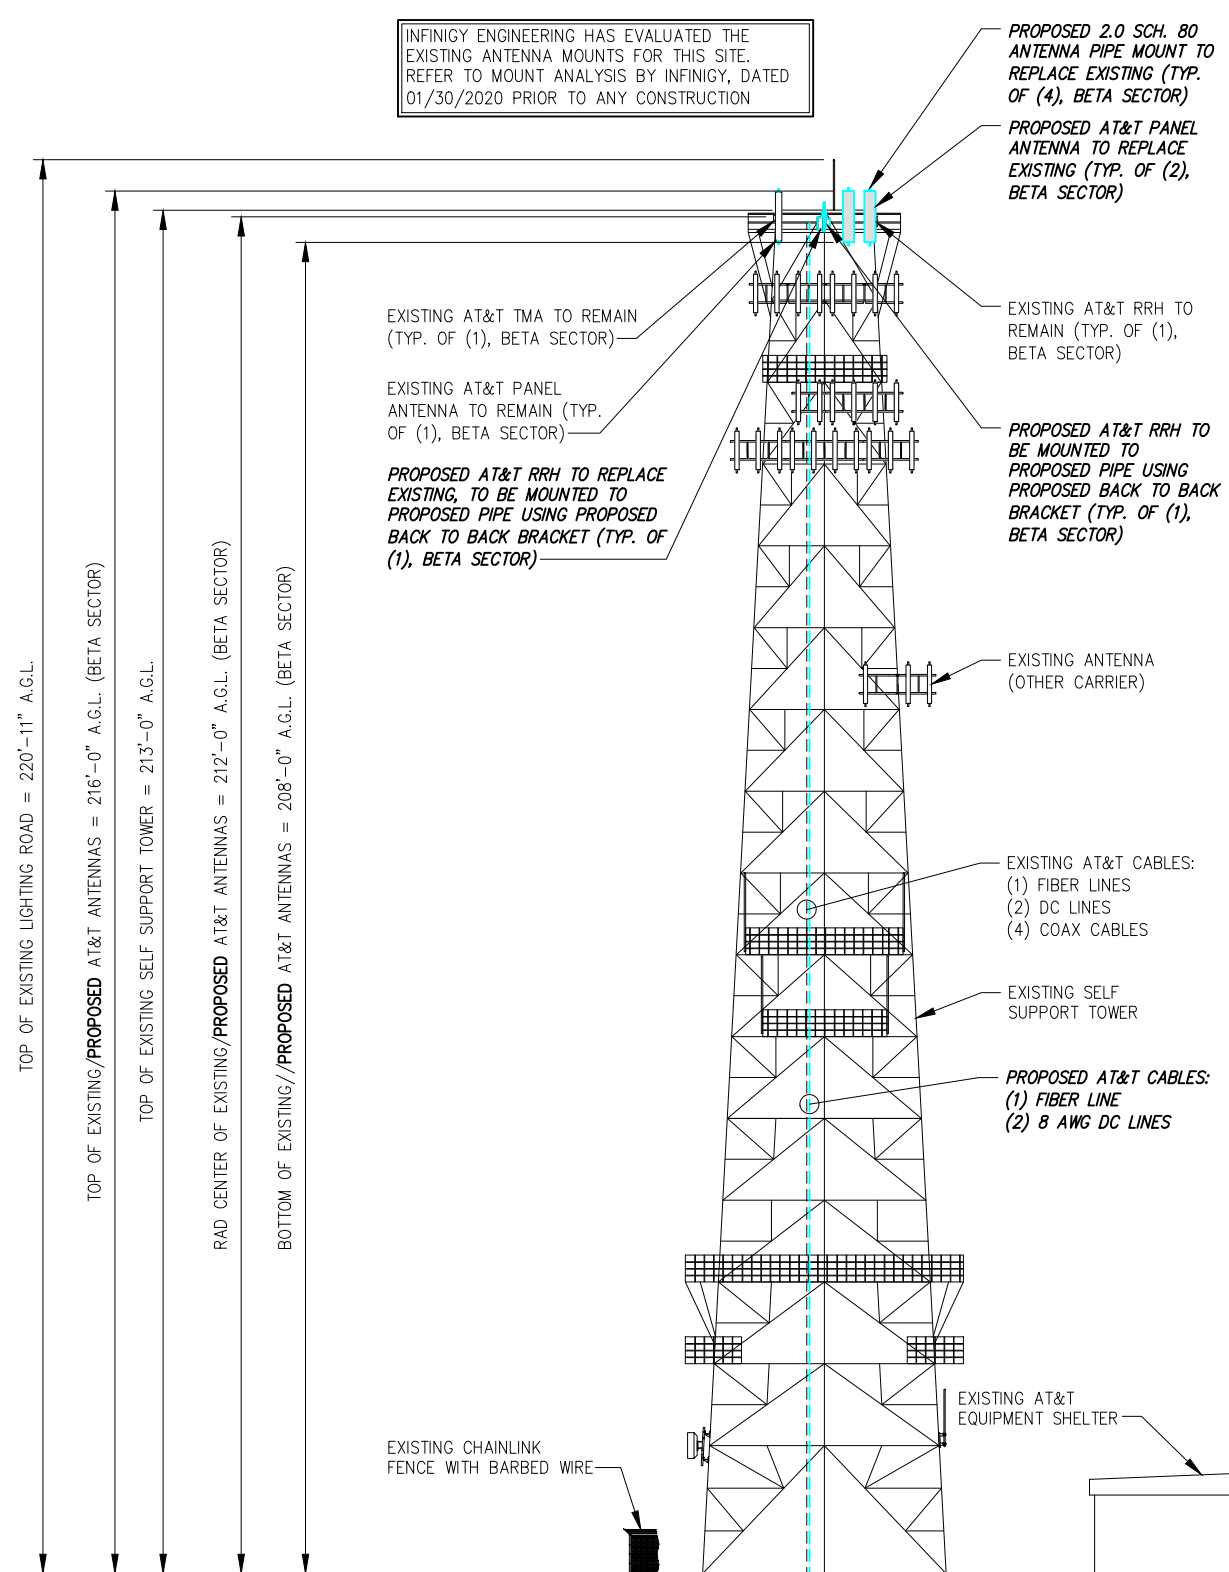 INFINIGY ENGINEERING HAS EVALUATED THE
EXISTING ANTENNA MOUNTS FOR THIS SITE.
REFER TO MOUNT ANALYSIS BY INFINIGY, DATED
01/30/2020 PRIOR TO ANY CONSTRUCTION
PROPOSED 2.0 SCH. 80
ANTENNA PIPE MOUNT TO
REPLACE EXISTING (TYP.
OF (4), BETA SECTOR)
PROPOSED AT&T PANEL
ANTENNA TO REPLACE
EXISTING (TYP. OF (2),
BETA SECTOR)
EXISTING AT&T TMA TO REMAIN
(TYP. OF (1), BETA SECTOR)
EXISTING AT&T RRH TO
REMAIN (TYP. OF (1),
BETA SECTOR)
EXISTING AT&T PANEL
ANTENNA TO REMAIN (TYP.
OF (1), BETA SECTOR)
PROPOSED AT&T RRH TO
BE MOUNTED TO
PROPOSED PIPE USING
PROPOSED BACK TO BACK
BRACKET (TYP. OF (1),
BETA SECTOR)
PROPOSED AT&T RRH TO REPLACE
EXISTING, TO BE MOUNTED TO
PROPOSED PIPE USING PROPOSED
BACK TO BACK BRACKET (TYP. OF
(1), BETA SECTOR)
TOP OF EXISTING LIGHTING ROAD = 220'-11" A.G.L.
TOP OF EXISTING/PROPOSED AT&T ANTENNAS = 216'-0" A.G.L. (BETA SECTOR)
TOP OF EXISTING SELF SUPPORT TOWER = 213'-0" A.G.L.
RAD CENTER OF EXISTING/PROPOSED AT&T ANTENNAS = 212'-0" A.G.L. (BETA SECTOR)
BOTTOM OF EXISTING//PROPOSED AT&T ANTENNAS = 208'-0" A.G.L. (BETA SECTOR)
EXISTING ANTENNA
(OTHER CARRIER)
EXISTING AT&T CABLES:
(1) FIBER LINES
(2) DC LINES
(4) COAX CABLES
EXISTING SELF
SUPPORT TOWER
PROPOSED AT&T CABLES:
(1) FIBER LINE
(2) 8 AWG DC LINES
EXISTING AT&T
EQUIPMENT SHELTER
EXISTING CHAINLINK
FENCE WITH BARBED WIRE